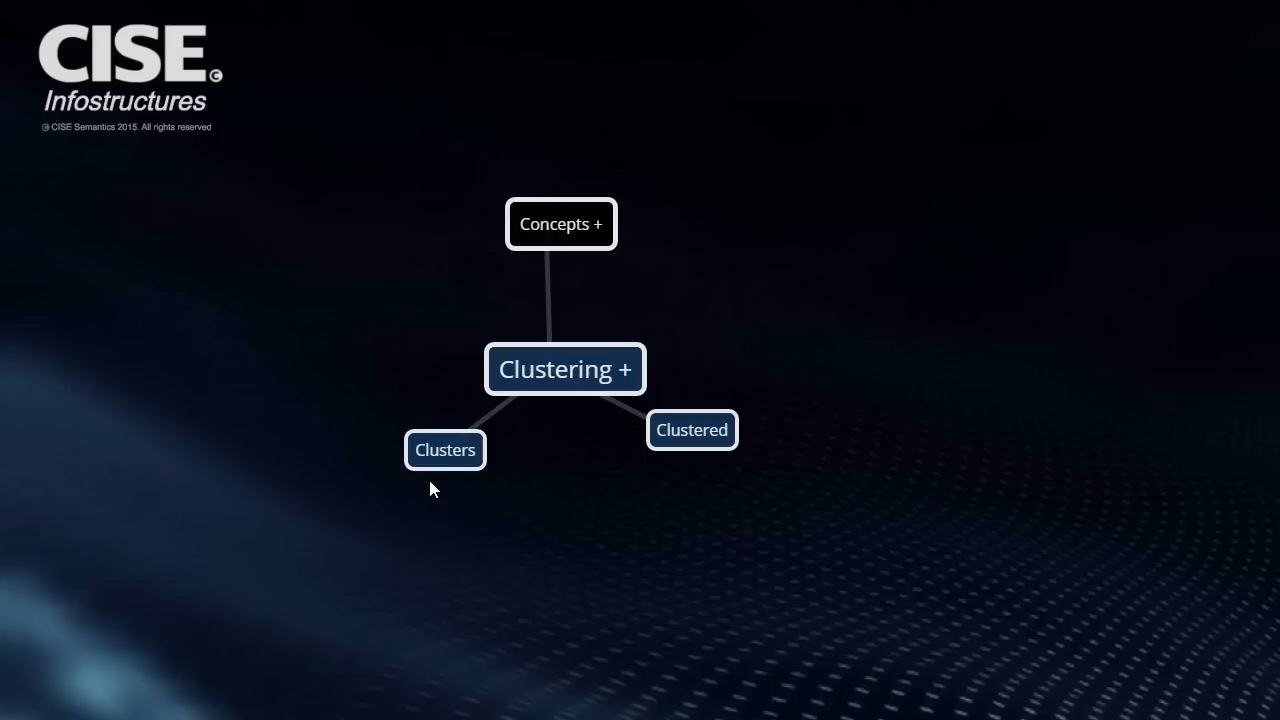 CISE©
Infostructures
© CISE Semantics 2015. All rights reserved
Concepts +
Clustering +
Clustered
Clusters